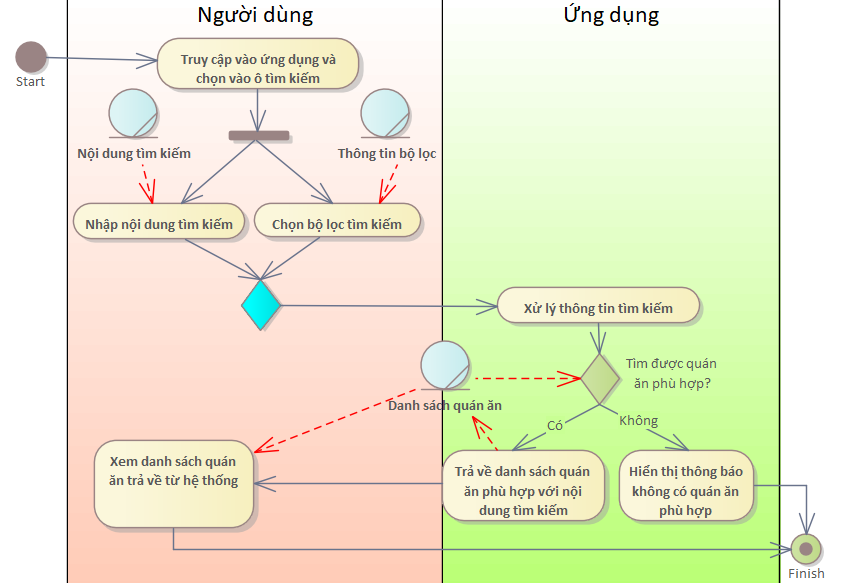 Người dùng
Ứng dụng
Start
Truy cập vào ứng dụng và
chọn vào ô tìm kiếm
Nội dung tìm kiếm
Thông tin bộ lọc
Nhập nội dung tìm kiếm
Chọn bộ lọc tìm kiếm
Xử lý thông tin tìm kiếm
Tìm được quán
ăn phù hợp?
Danh sách quán ăn
Có
Không
Xem danh sách quán
ăn trả về từ hệ thống
Trả về danh sách quán
ăn phù hợp với nội
dung tìm kiếm
Hiển thị thông báo
không có quán ăn
phù hợp
Finish